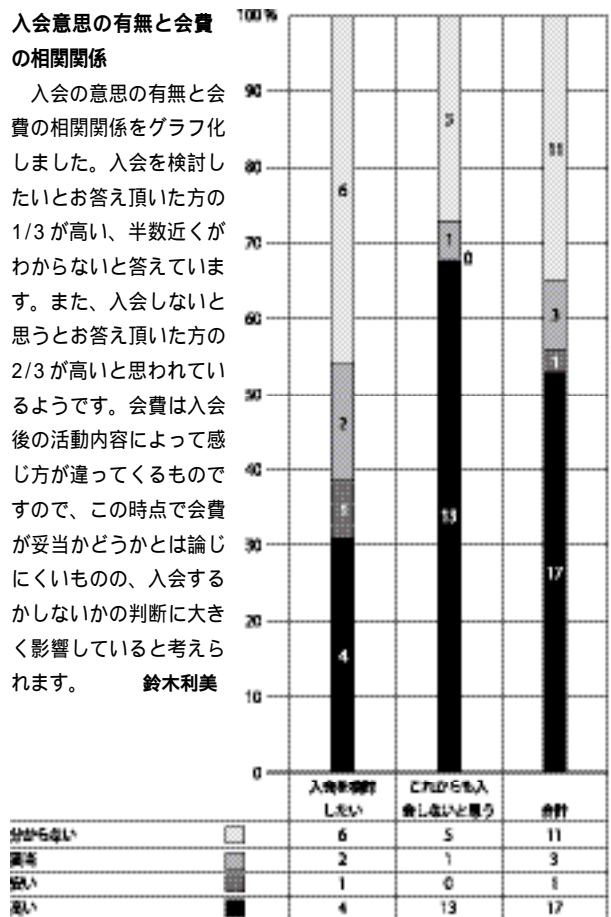 入会意思の有無と会費
の相関関係
入会の意思の有無と会
費の相関関係をグラフ化
しました。入会を検討し
たいとお答え頂いた方の
1/3が高い、半数近くが
わからないと答えていま
す。また、入会しないと
思うとお答え頂いた方の
2/3が高いと思われてい
るようです。会費は入会
後の活動内容によって感
じ方が違ってくるもので
すので、この時点で会費
が妥当かどうかとは論じ
にくいものの、入会する
かしないかの判断に大き
く影響していると考えら
れます。 鈴木利美
100%
90
80
70
60
50
40
30
20
10
0
6
2
1
4
5
1
0
13
11
3
1
17
入会を検討
したい
これからも入
会しないと思う
合計
分からない 6 5 11
2 1 3
安い 1 0 1
高い 4 13 17